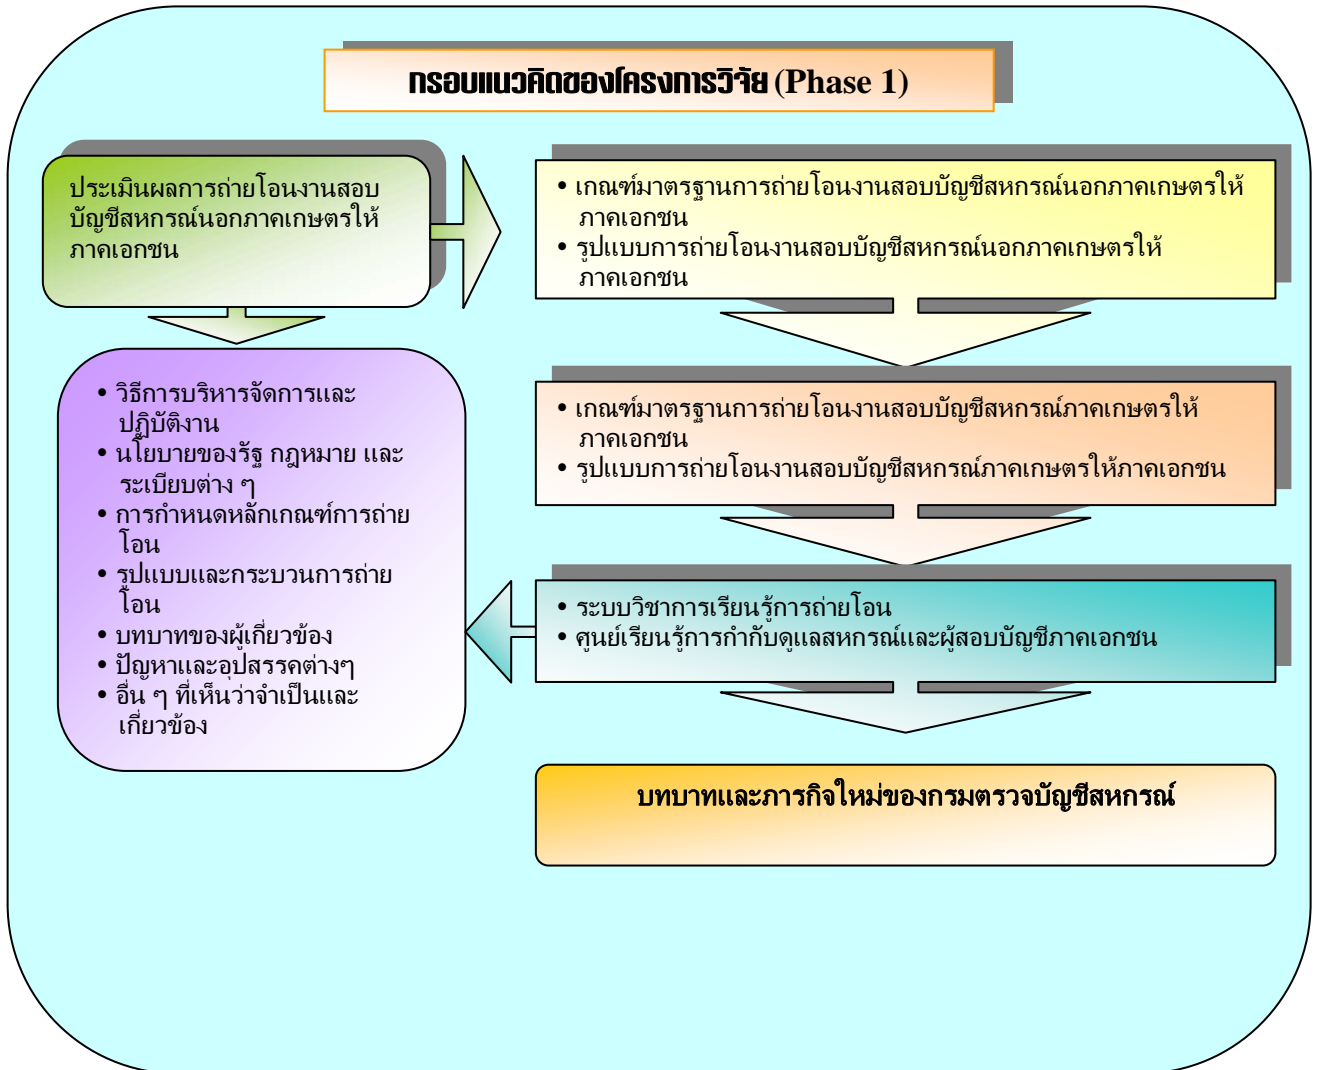 กรอบแนวคิดของโครงการวิจัย (Phase 1)
ประเมินผลการถ่ายโอนงานสอบ
บัญชีสหกรณ์นอกภาคเกษตรให้
ภาคเอกชน
• เกณฑ์มาตรฐานการถ่ายโอนงานสอบบัญชีสหกรณ์นอกภาคเกษตรให้
ภาคเอกชน
• รูปแบบการถ่ายโอนงานสอบบัญชีสหกรณ์นอกภาคเกษตรให้
ภาคเอกชน
• วิธีการบริหารจัดการและ
ปฏิบัติงาน
• นโยบายของรัฐ กฎหมาย และ
ระเบียบต่าง ๆ
• การกำหนดหลักเกณฑ์การถ่าย
โอน
• รูปแบบและกระบวนการถ่าย
โอน
• บทบาทของผู้เกี่ยวข้อง
• ปัญหาและอุปสรรคต่างๆ
• อื่น ๆ ที่เห็นว่าจำเป็นและ
เกี่ยวข้อง
• เกณฑ์มาตรฐานการถ่ายโอนงานสอบบัญชีสหกรณ์ภาคเกษตรให้
ภาคเอกชน
• รูปแบบการถ่ายโอนงานสอบบัญชีสหกรณ์ภาคเกษตรให้ภาคเอกชน
• ระบบวิชาการเรียนรู้การถ่ายโอน
• ศูนย์เรียนรู้การกำกับดูแลสหกรณ์และผู้สอบบัญชีภาคเอกชน
บทบาทและภารกิจใหม่ของกรมตรวจบัญชีสหกรณ์